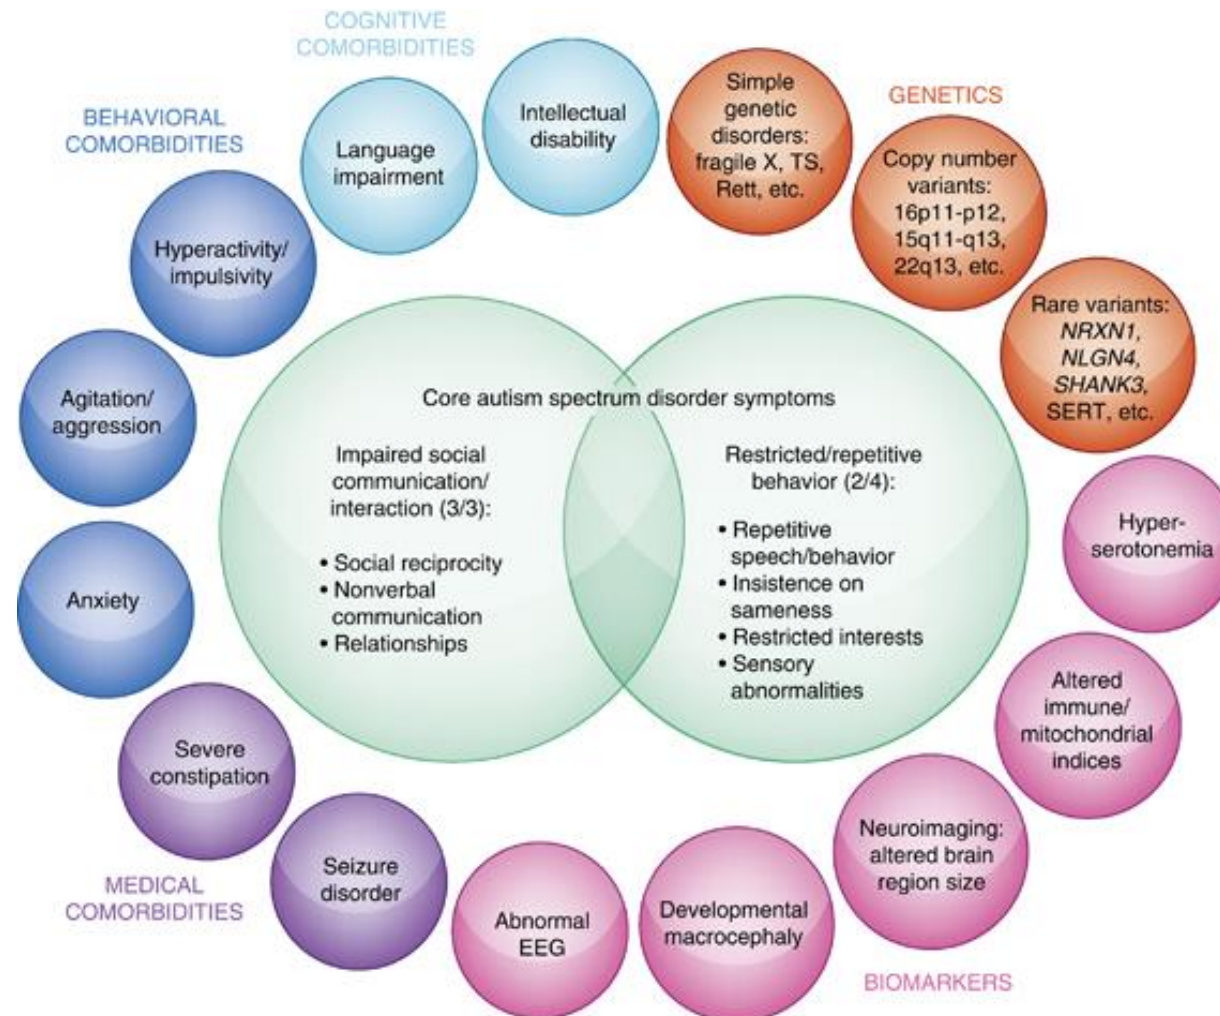 COGNITIVE
COMORBIDITIES
Language
impairment
Intellectual
disability
Simple
genetic
disorders:
fragile X, TS,
Rett, etc.
GENETICS
Copy number
variants:
16p11-p12,
15q11-q13,
22q13, etc.
Rare variants:
NRXN1,
NLGN4,
SHANK3,
SERT, etc.
BEHAVIORAL
COMORBIDITIES
Hyperactivity/
impulsivity
Agitation/
aggression
Anxiety
Core autism spectrum disorder symptoms
Impaired social
communication/
interaction (3/3):
• Social reciprocity
• Nonverbal
communication
• Relationships
Restricted/repetitive
behavior (2/4):
• Repetitive
speech/behavior
• Insistence on
sameness
• Restricted interests
• Sensory
abnormalities
Hyper-
serotonemia
Altered
immune/
mitochondrial
indices
Neuroimaging:
altered brain
region size
Developmental
macrocephaly
Abnormal
EEG
BIOMARKERS
Severe
constipation
Seizure
disorder
MEDICAL
COMORBIDITIES